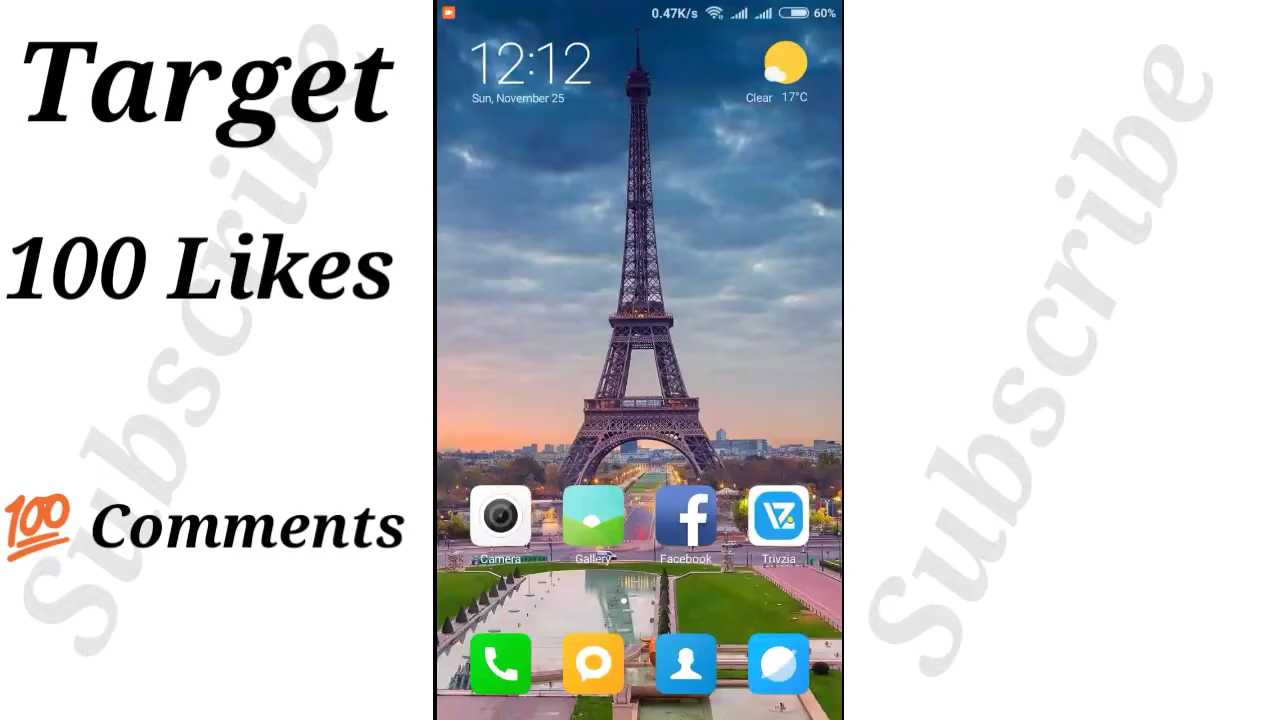 Target
100 Likes
💯 Comments
Subscribe
0.47K/s 60%
12:12
Sun, November 25
Clear 17°C
Camera Gallery Facebook Trivzia
Subscribe